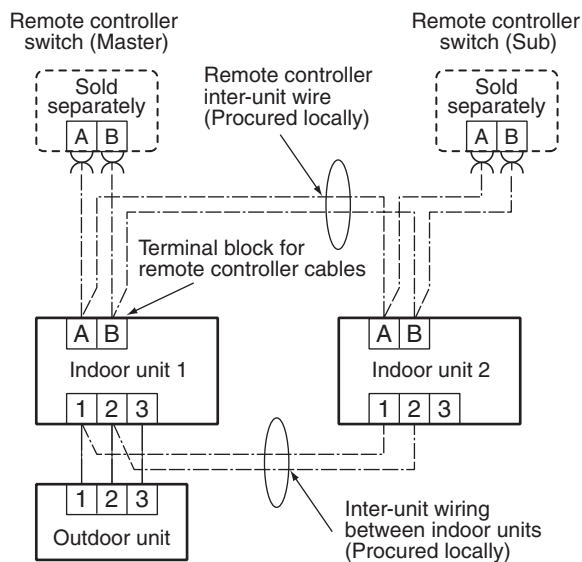 Remote controller
switch (Master)
Remote controller
switch (Sub)
Sold
separately
A B
Remote controller
inter-unit wire
(Procured locally)
Sold
separately
A B
Terminal block for
remote controller cables
A B
Indoor unit 1
1 2 3
A B
Indoor unit 2
1 2 3
1 2 3
Outdoor unit
Inter-unit wiring
between indoor units
(Procured locally)